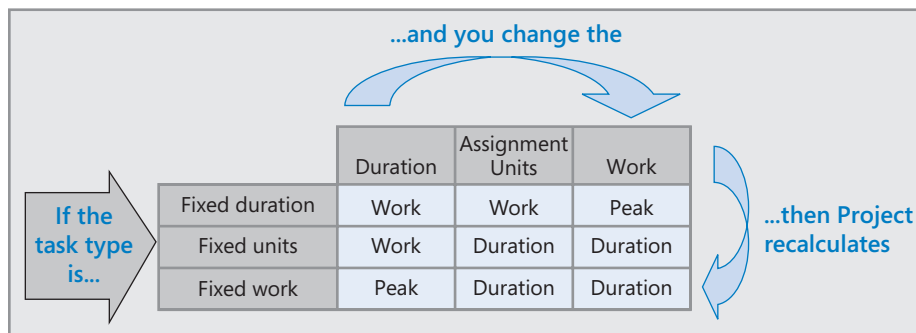 ...and you change the
Duration
Assignment
Units
Work
If the
task type
is...
Fixed duration
Work
Work
Peak
Fixed units
Work
Duration
Duration
Fixed work
Peak
Duration
Duration
...then Project
recalculates